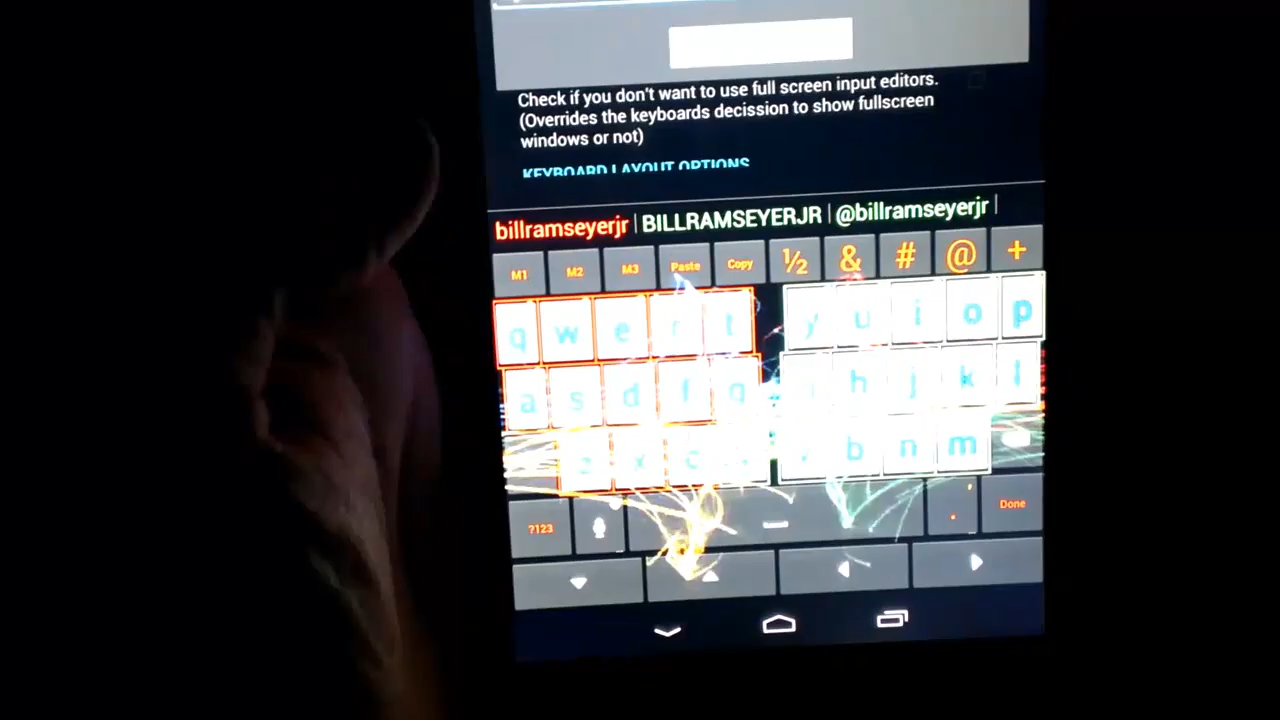 Check if you don't want to use full screen input editors.
(Overrides the keyboards decission to show fullscreen
windows or not)
KEYBOARD LAYOUT OPTIONS
billramseyerjr | BILLRAMSEYERJR | @billramseyerjr |
M1 M2 M3 Paste Copy ½ & # @ +
q w e r t y u i o p
a s d f g h j k l
z x c b n m
?123 , . Done